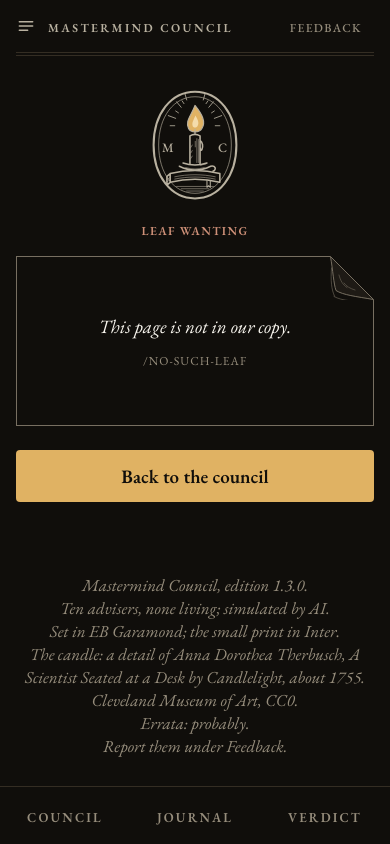 MASTERMIND COUNCIL FEEDBACK
M C
LEAF WANTING
This page is not in our copy.
/NO-SUCH-LEAF
Back to the council
Mastermind Council, edition 1.3.0.
Ten advisers, none living; simulated by AI.
Set in EB Garamond; the small print in Inter.
The candle: a detail of Anna Dorothea Therbusch, A
Scientist Seated at a Desk by Candlelight, about 1755.
Cleveland Museum of Art, CC0.
Errata: probably.
Report them under Feedback.
COUNCIL JOURNAL VERDICT